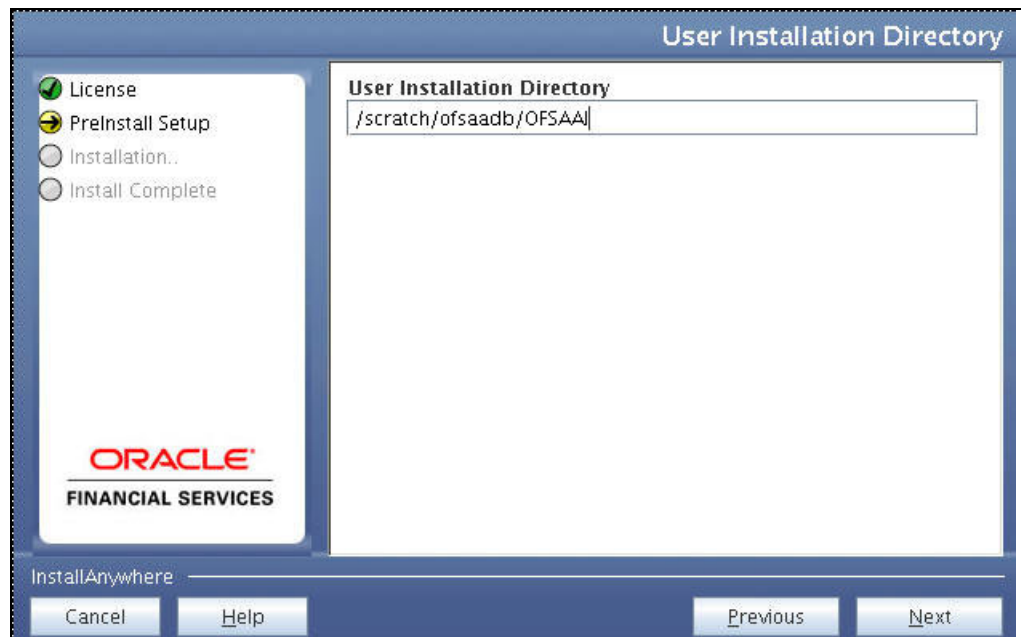 User Installation Directory
License
PreInstall Setup
Installation..
Install Complete
ORACLE
FINANCIAL SERVICES
User Installation Directory
/scratch/ofsaadb/OFSAAI
InstallAnywhere
Cancel
Help
Previous
Next